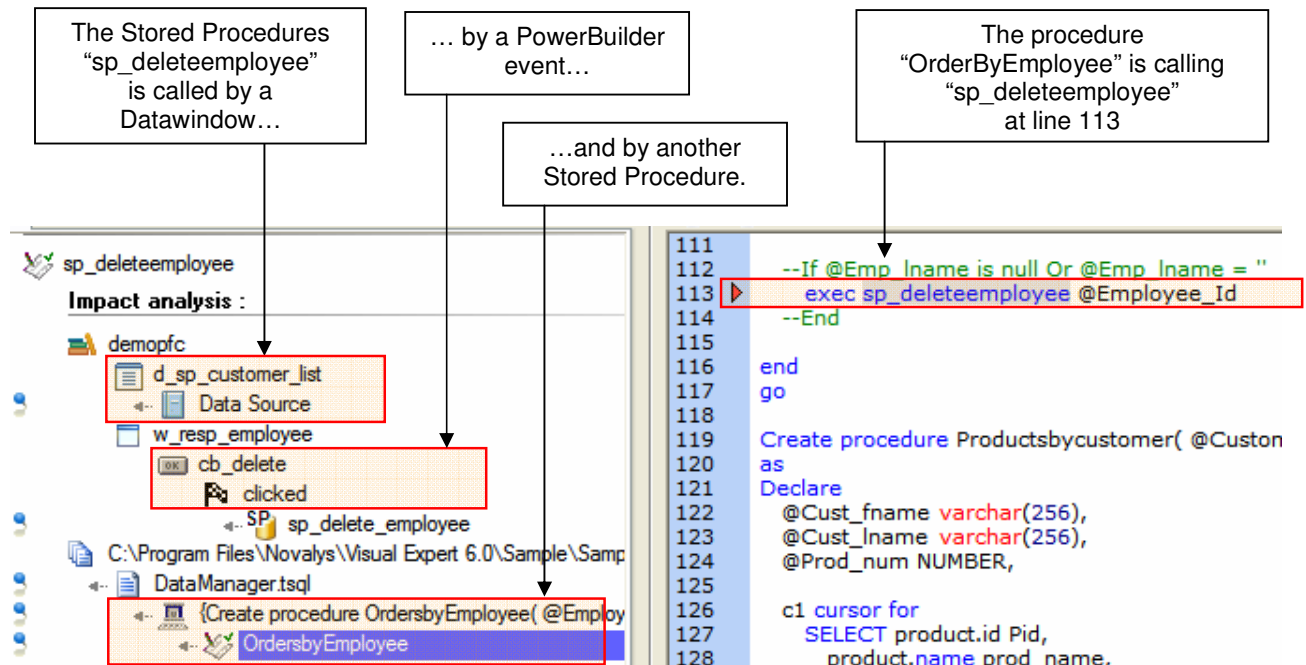 The Stored Procedures
“sp_deleteemployee”
is called by a
Datawindow…
… by a PowerBuilder
event…
…and by another
Stored Procedure.
The procedure
“OrderByEmployee” is calling
“sp_deleteemployee”
at line 113
sp_deleteemployee
Impact analysis :
demopfc
d_sp_customer_list
Data Source
w_resp_employee
OK cb_delete
clicked
SP sp_delete_employee
C:\Program Files\Novalys\Visual Expert 6.0\Sample\Samp
DataManager.tsql
{Create procedure OrdersbyEmployee( @Employ
OrdersbyEmployee
111
112 --If @Emp_lname is null Or @Emp_lname = ''
113 exec sp_deleteemployee @Employee_Id
114 --End
115
116 end
117 go
118
119 Create procedure Productsbycustomer( @Custon
120 as
121 Declare
122 @Cust_fname varchar(256),
123 @Cust_lname varchar(256),
124 @Prod_num NUMBER,
125
126 c1 cursor for
127 SELECT product.id Pid,
128 product.name prod_name,